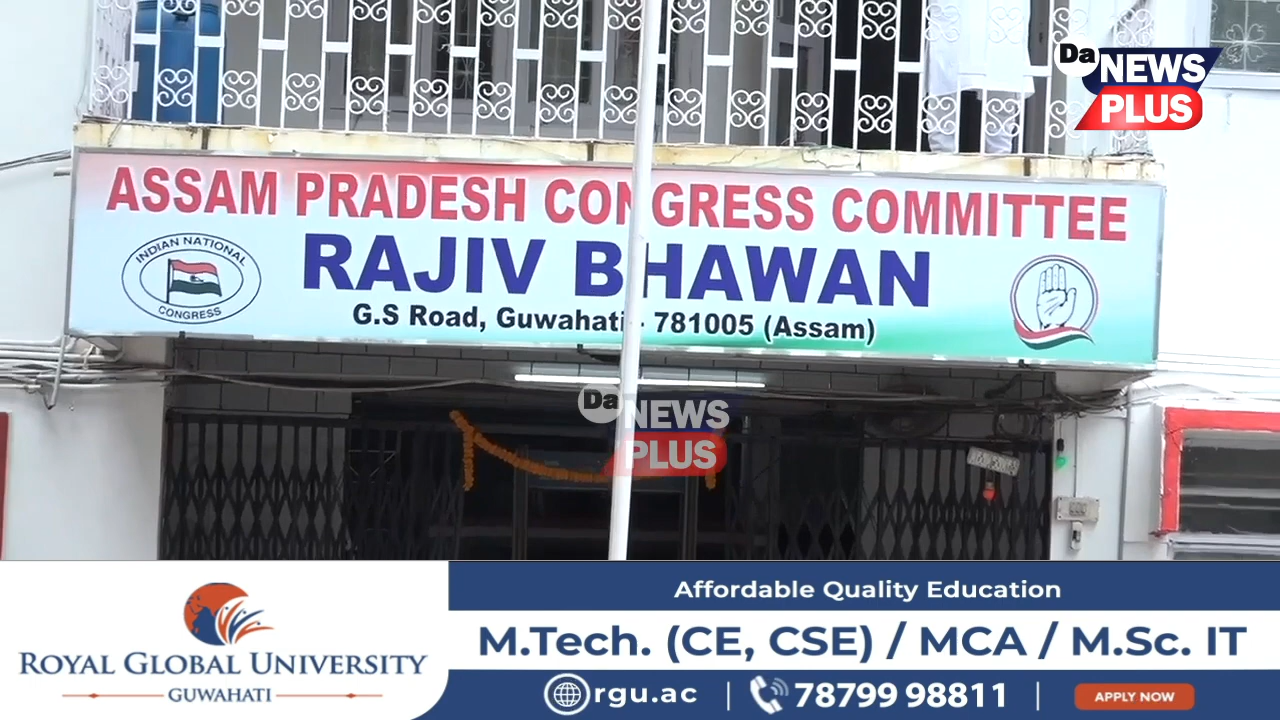 Da NEWS
PLUS
ASSAM PRADESH CONGRESS COMMITTEE
INDIAN NATIONAL
CONGRESS
RAJIV BHAWAN
G.S Road, Guwahati - 781005 (Assam)
Da NEWS
PLUS
ROYAL GLOBAL UNIVERSITY
GUWAHATI
Affordable Quality Education
M.Tech. (CE, CSE) / MCA / M.Sc. IT
rgu.ac | 78799 98811 | APPLY NOW